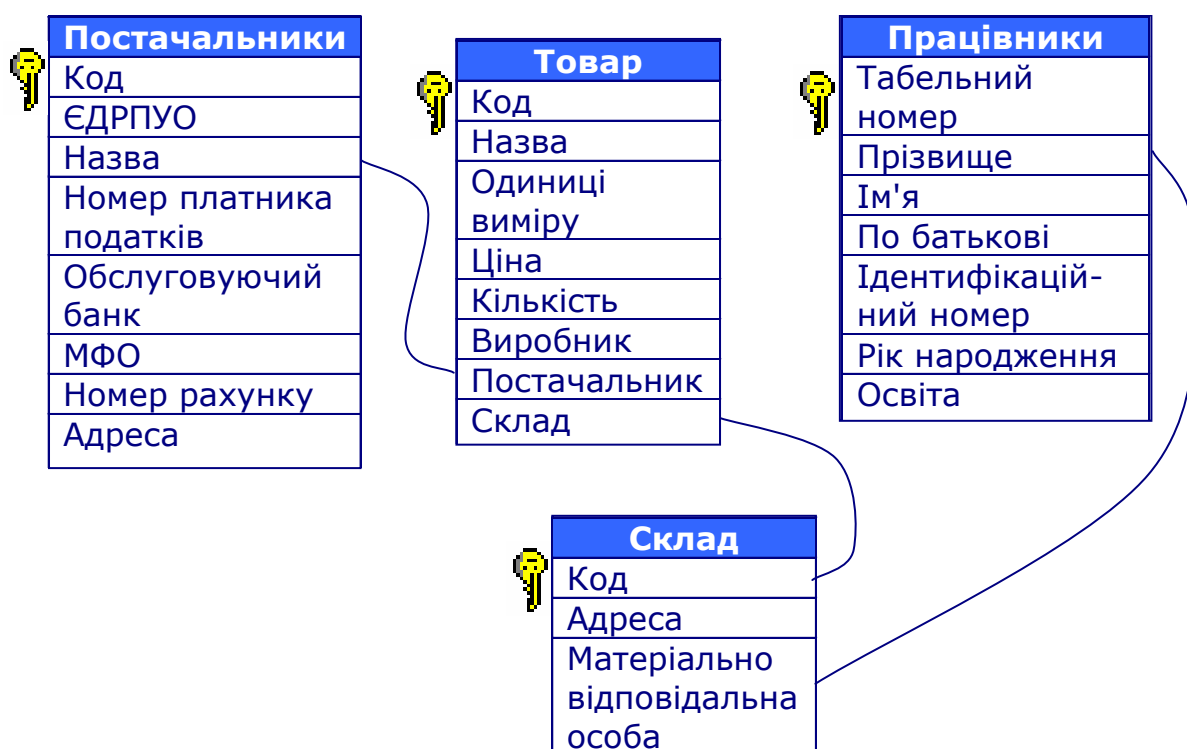 Постачальники
Код
ЄДРПУО
Назва
Номер платника
податків
Обслуговуючий
банк
МФО
Номер рахунку
Адреса
Товар
Код
Назва
Одиниці
виміру
Ціна
Кількість
Виробник
Постачальник
Склад
Працівники
Табельний
номер
Прізвище
Ім'я
По батькові
Ідентифікацій-
ний номер
Рік народження
Освіта
Склад
Код
Адреса
Матеріально
відповідальна
особа